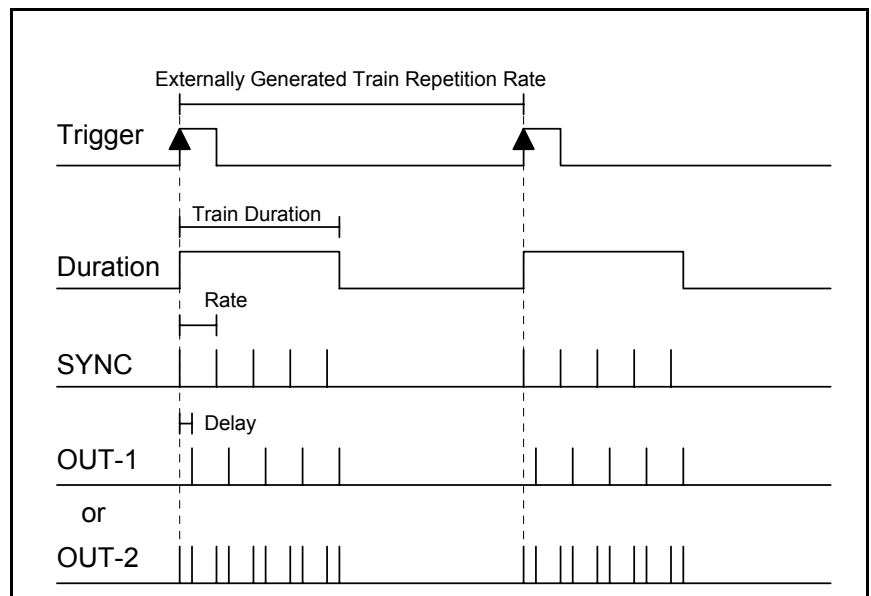 Externally Generated Train Repetition Rate
Trigger
Train Duration
Duration
Rate
SYNC
Delay
OUT-1
or
OUT-2